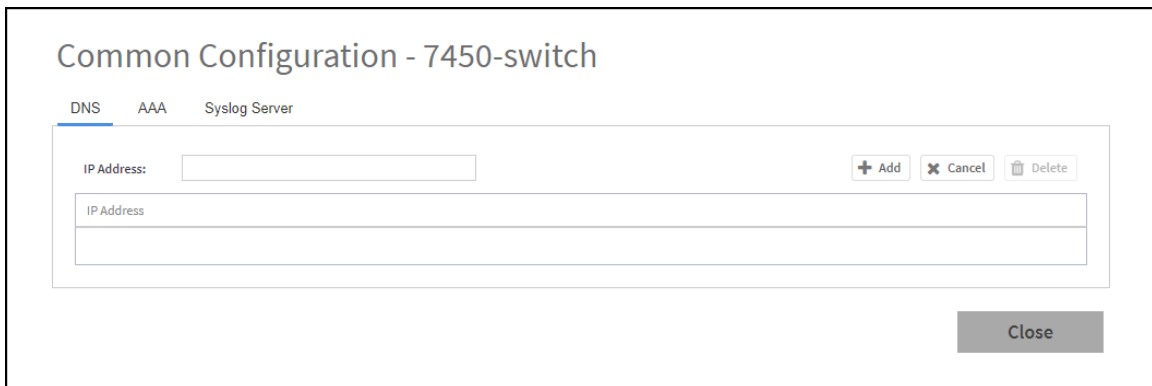 Common Configuration - 7450-switch
DNS AAA Syslog Server
IP Address: Add Cancel Delete
IP Address
Close